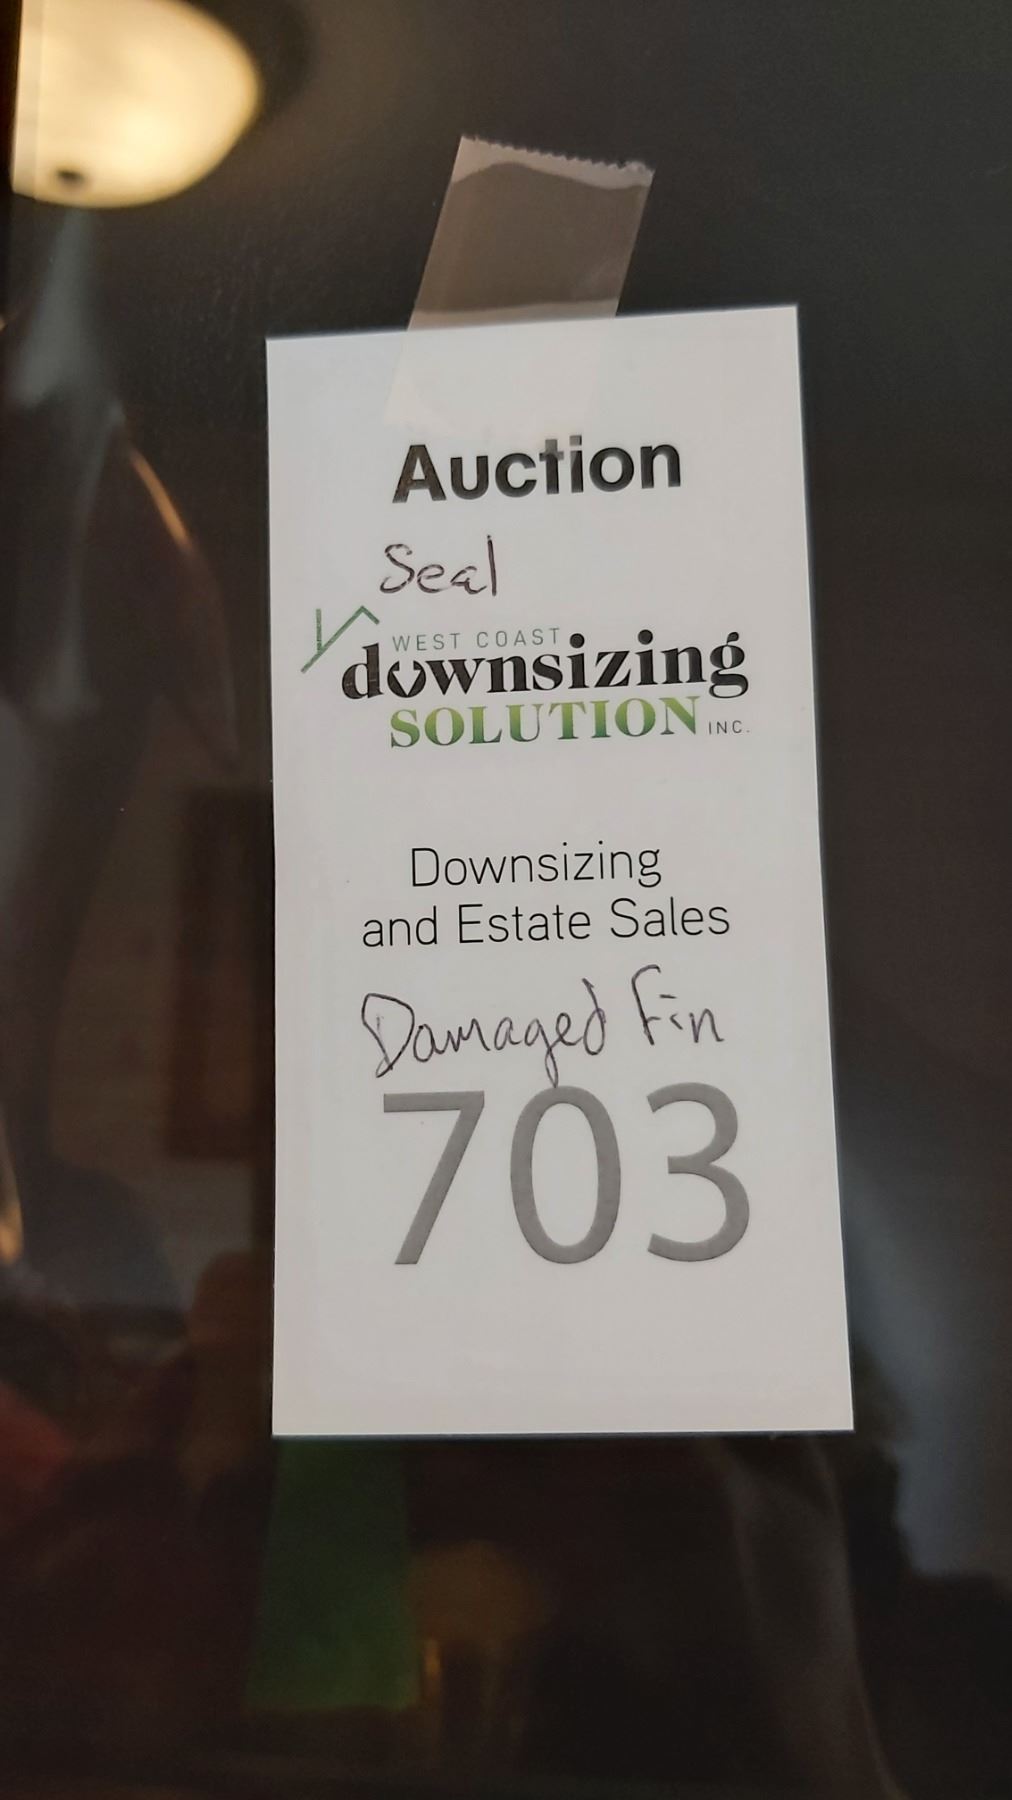 Auction
Seal
WEST COAST
downsizing
SOLUTION INC.
Downsizing
and Estate Sales
Damaged Fin
703